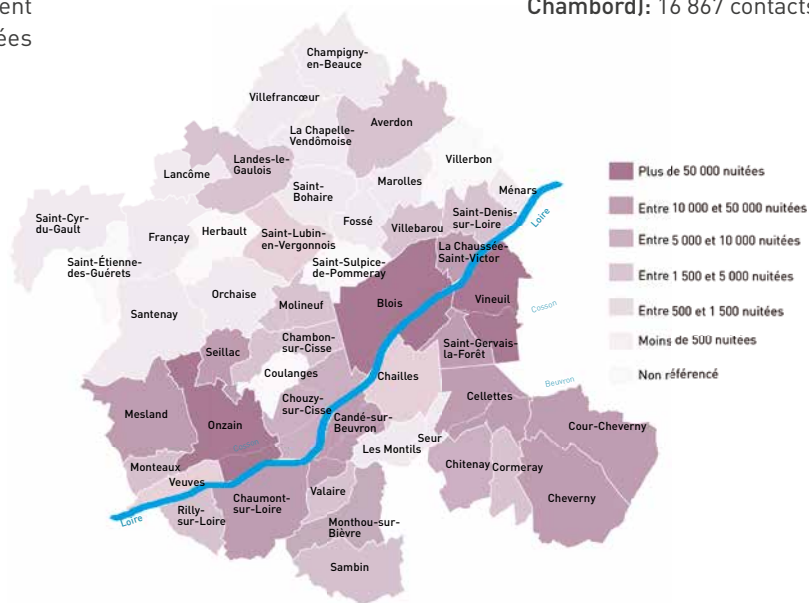 ent
ées
Chambord): 16 867 contacts
Champigny-
en-Beauce
Villefrancœur
La Chapelle-
Vendômoise
Averdon
Villerbon
Landes-le-
Gaulois
Lancôme
Saint-
Bohaire
Marolles
Ménars
Saint-Cyr-
du-Gault
Françay
Herbault
Saint-Lubin-
en-Vergonnois
Fossé
Villebarou
Saint-Denis-
sur-Loire
Loire
La Chaussée-
Saint-Victor
Saint-Étienne-
des-Guérets
Saint-Sulpice-
de-Pommeray
Orchaise
Santenay
Molineuf
Blois
Vineuil
Cosson
Seillac
Chambon-
sur-Cisse
Saint-Gervais-
la-Forêt
Coulanges
Chailles
Beuvron
Mesland
Onzain
Chouzy-
sur-Cisse
Candé-sur-
Beuvron
Cellettes
Cour-Cheverny
Seur
Les Montils
Chitenay
Cormeray
Cheverny
Monteaux
Veuves
Rilly-
sur-Loire
Chaumont-
sur-Loire
Valaire
Monthou-sur-
Bièvre
Sambin
Loire
Plus de 50 000 nuitées
Entre 10 000 et 50 000 nuitées
Entre 5 000 et 10 000 nuitées
Entre 1 500 et 5 000 nuitées
Entre 500 et 1 500 nuitées
Moins de 500 nuitées
Non référencé